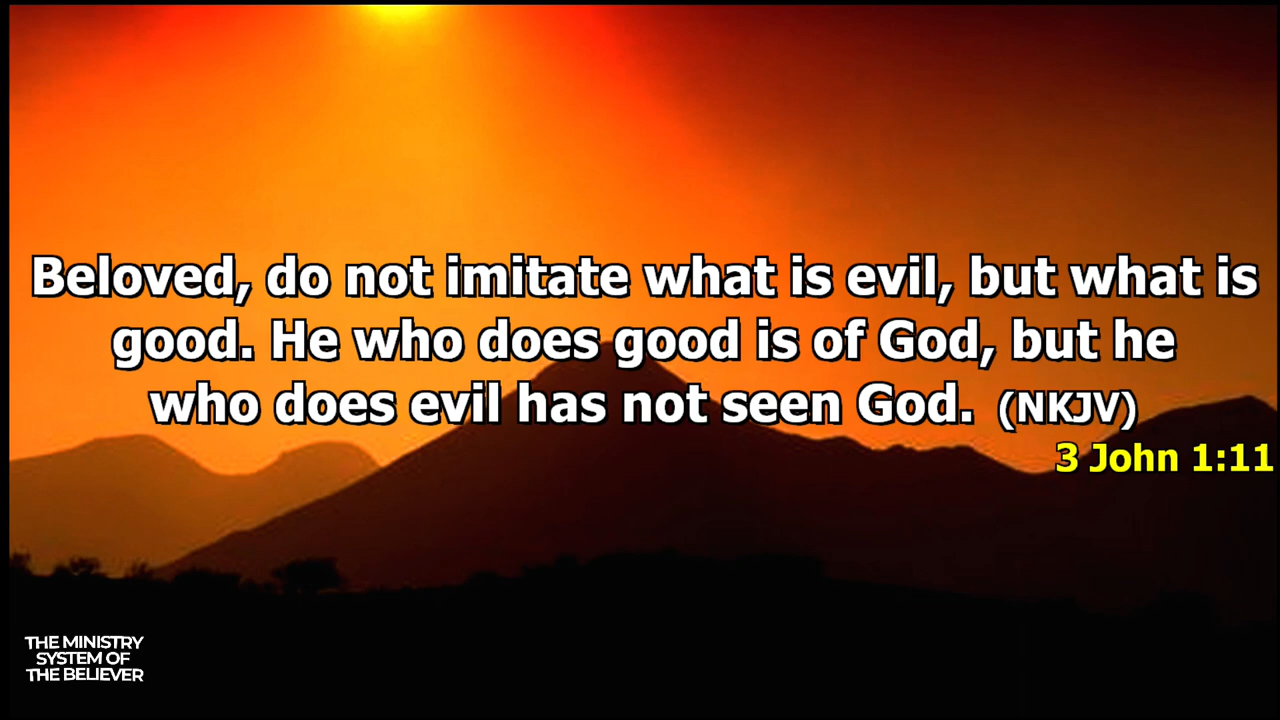 Beloved, do not imitate what is evil, but what is
good. He who does good is of God, but he
who does evil has not seen God. (NKJV)
3 John 1:11
THE MINISTRY
SYSTEM OF
THE BELIEVER